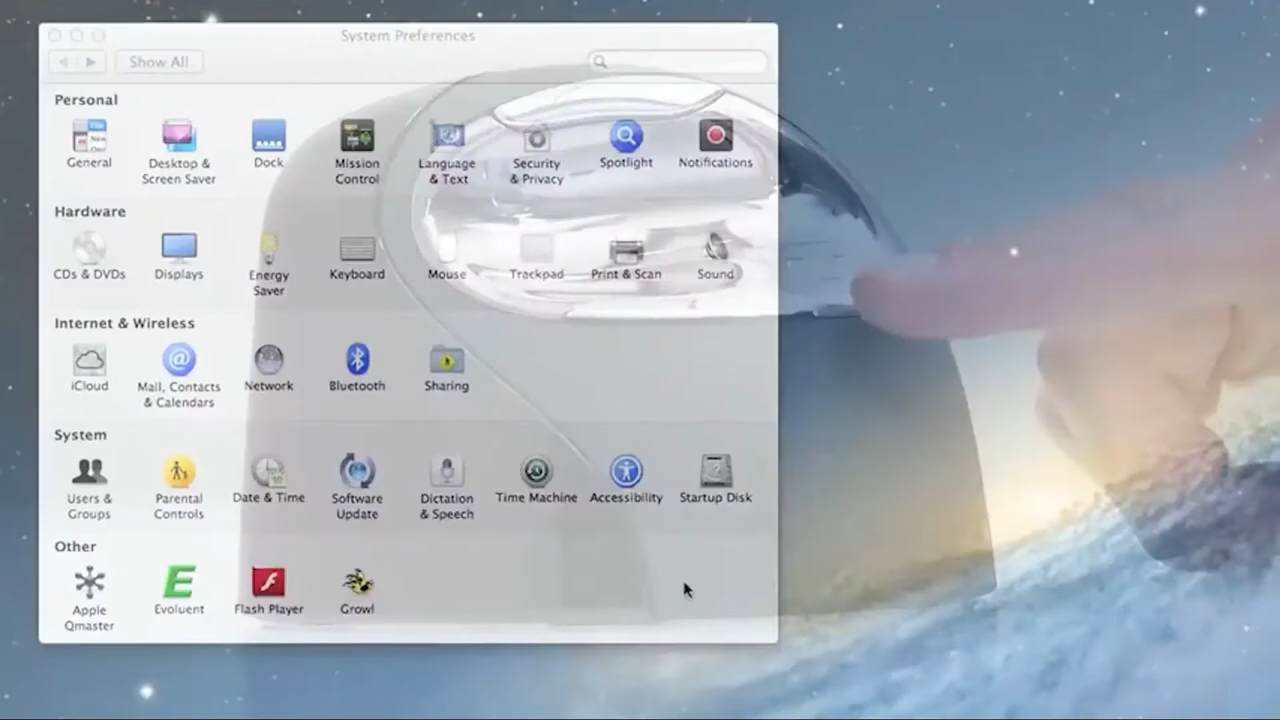 System Preferences
Show All
Personal
General
Desktop &
Screen Saver
Dock
Mission
Control
Language
& Text
Security
& Privacy
Spotlight
Notifications
Hardware
CDs & DVDs
Displays
Energy
Saver
Keyboard
Mouse
Trackpad
Print & Scan
Sound
Internet & Wireless
iCloud
Mail, Contacts
& Calendars
Network
Bluetooth
Sharing
System
Users &
Groups
Parental
Controls
Date & Time
Software
Update
Dictation
& Speech
Time Machine
Accessibility
Startup Disk
Other
Apple
Qmaster
Evoluent
Flash Player
Growl